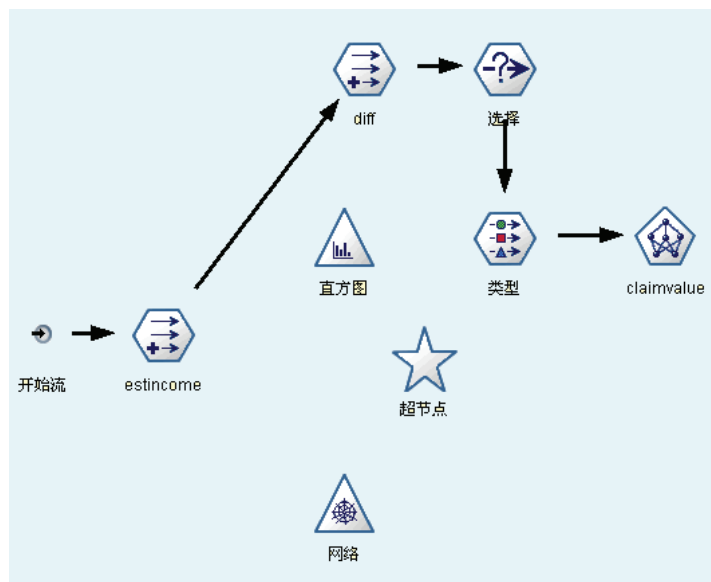 diff
选择
直方图
类型
claimvalue
开始流
estincome
超节点
网络